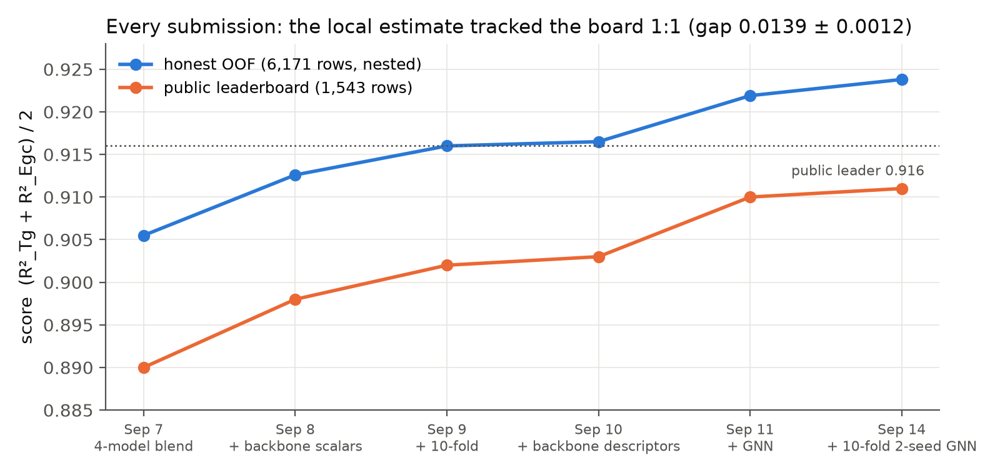 Every submission: the local estimate tracked the board 1:1 (gap 0.0139 ± 0.0012)
honest OOF (6,171 rows, nested)
public leaderboard (1,543 rows)
score (R²_Tg + R²_Egc) / 2
0.925
0.920
0.915
0.910
0.905
0.900
0.895
0.890
0.885
public leader 0.916
Sep 7
4-model blend
Sep 8
+ backbone scalars
Sep 9
+ 10-fold
Sep 10
+ backbone descriptors
Sep 11
+ GNN
Sep 14
+ 10-fold 2-seed GNN